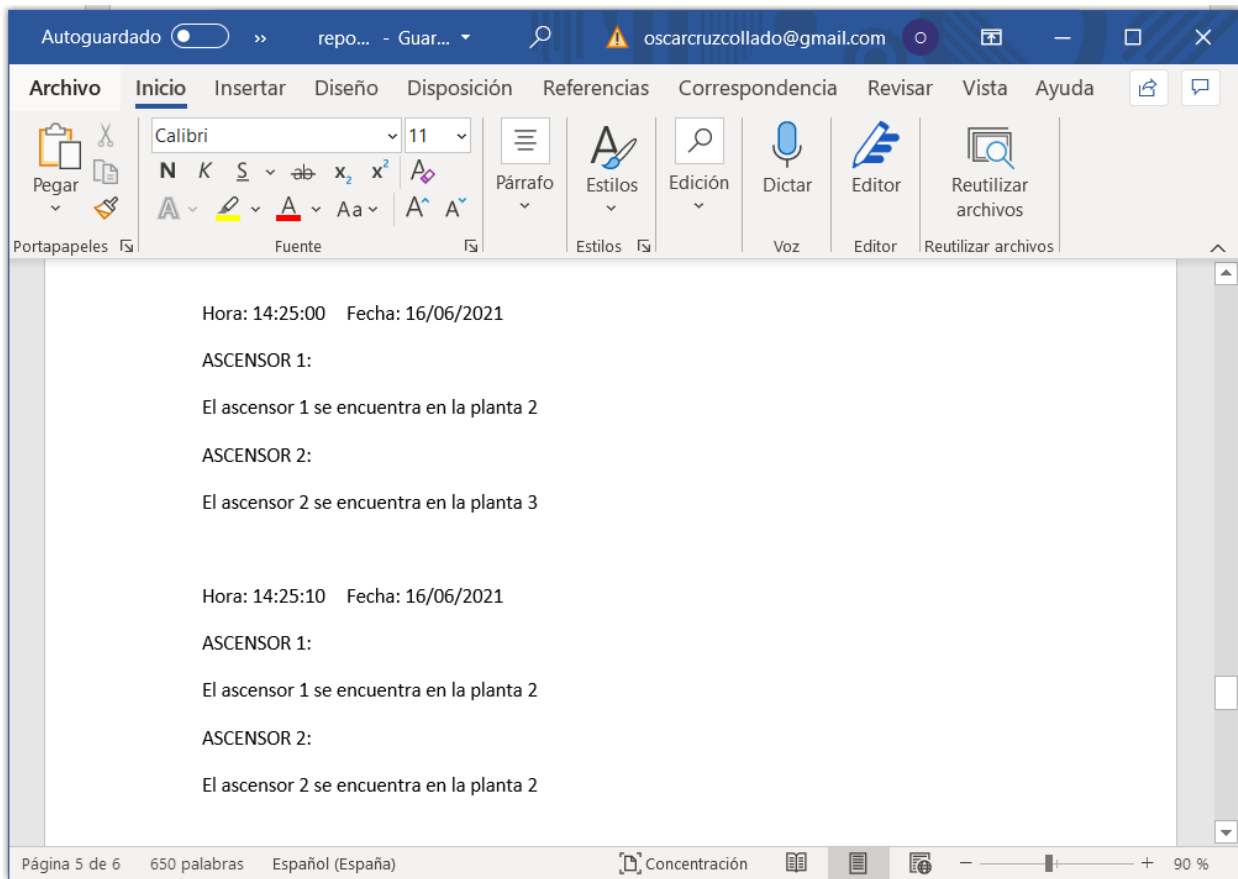 Autoguardado » repo... - Guar... oscarcruzcollado@gmail.com O
Archivo Inicio Insertar Diseño Disposición Referencias Correspondencia Revisar Vista Ayuda
Calibri 11
N K S ab x₂ x² A
A A Aa A^ Aˇ
Pegar Párrafo Estilos Edición Dictar Editor Reutilizar archivos
Portapapeles Fuente Estilos Voz Editor Reutilizar archivos
Hora: 14:25:00 Fecha: 16/06/2021
ASCENSOR 1:
El ascensor 1 se encuentra en la planta 2
ASCENSOR 2:
El ascensor 2 se encuentra en la planta 3
Hora: 14:25:10 Fecha: 16/06/2021
ASCENSOR 1:
El ascensor 1 se encuentra en la planta 2
ASCENSOR 2:
El ascensor 2 se encuentra en la planta 2
Página 5 de 6 650 palabras Español (España) Concentración 90 %